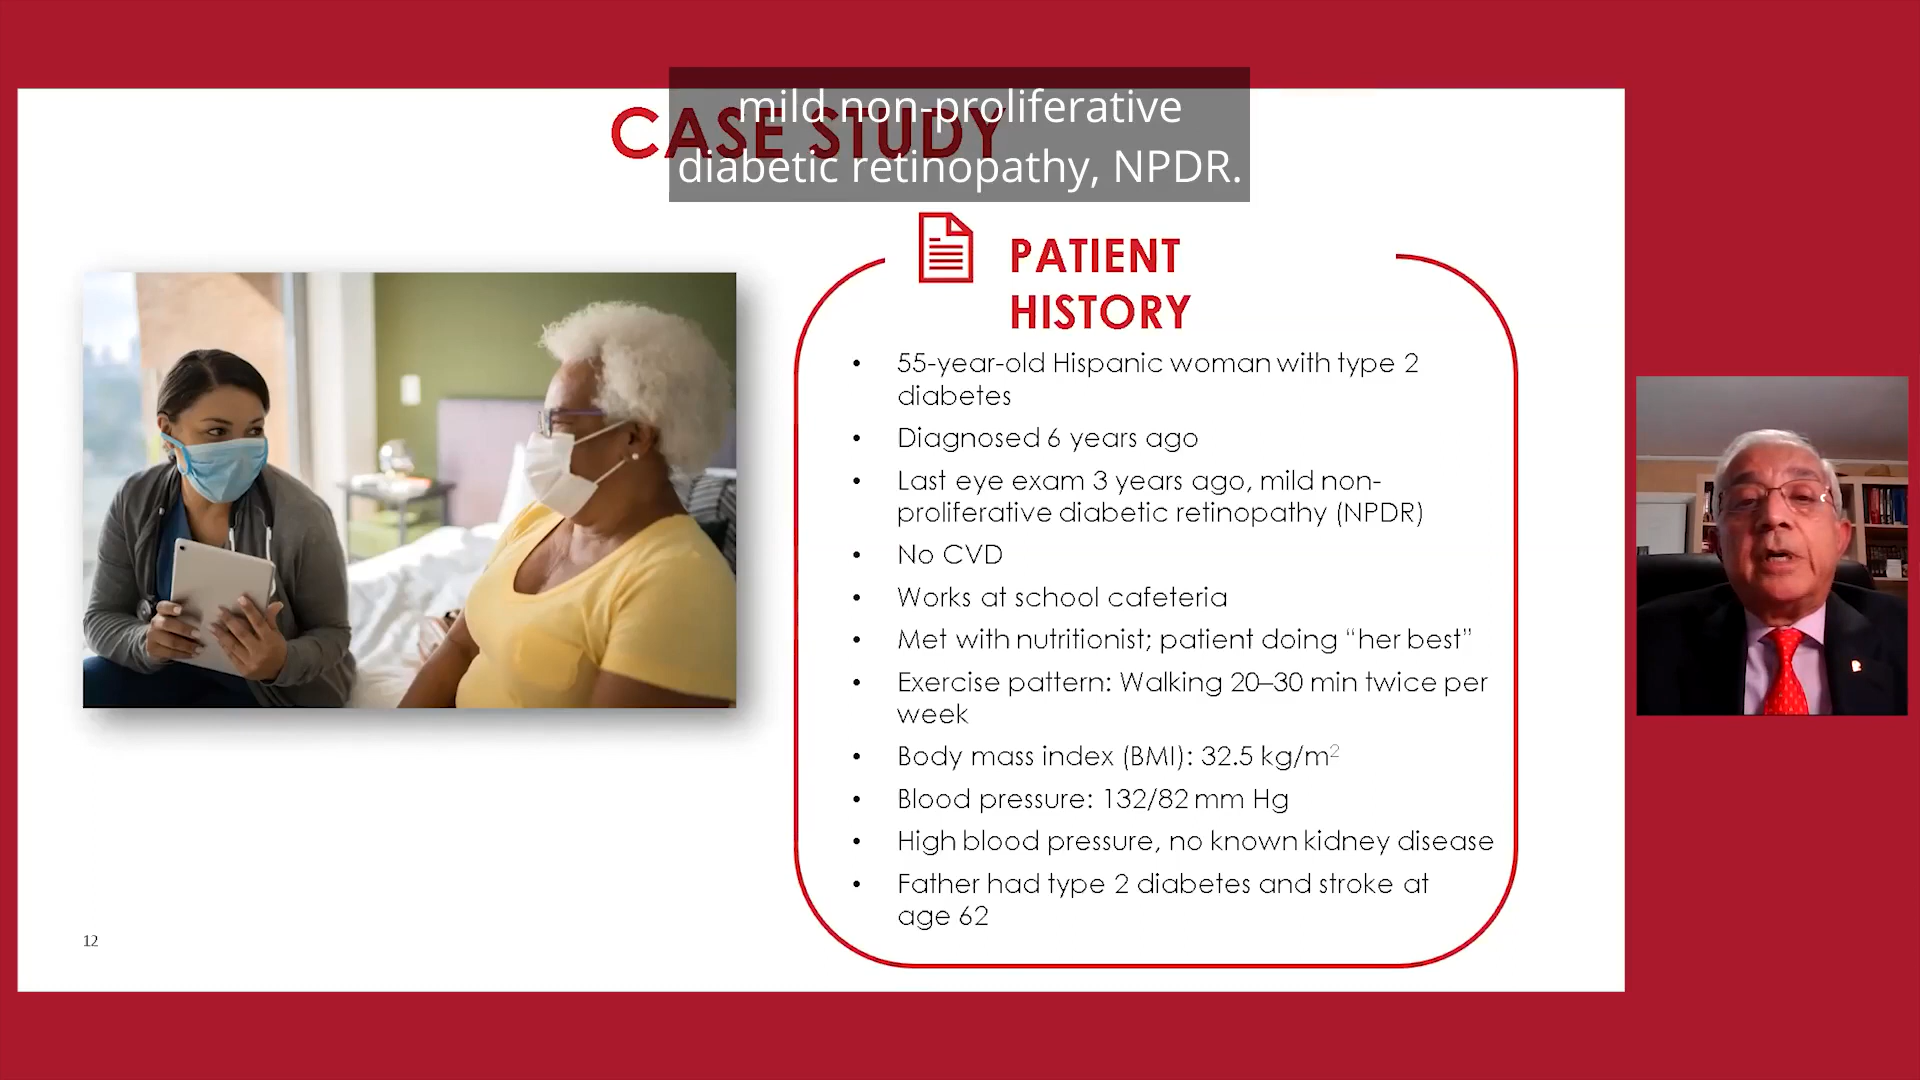 CASE STUDY
mild non-proliferative
diabetic retinopathy, NPDR.
PATIENT
HISTORY
• 55-year-old Hispanic woman with type 2
diabetes
• Diagnosed 6 years ago
• Last eye exam 3 years ago, mild non-
proliferative diabetic retinopathy (NPDR)
• No CVD
• Works at school cafeteria
• Met with nutritionist; patient doing “her best”
• Exercise pattern: Walking 20–30 min twice per
week
• Body mass index (BMI): 32.5 kg/m²
• Blood pressure: 132/82 mm Hg
• High blood pressure, no known kidney disease
• Father had type 2 diabetes and stroke at
age 62
12